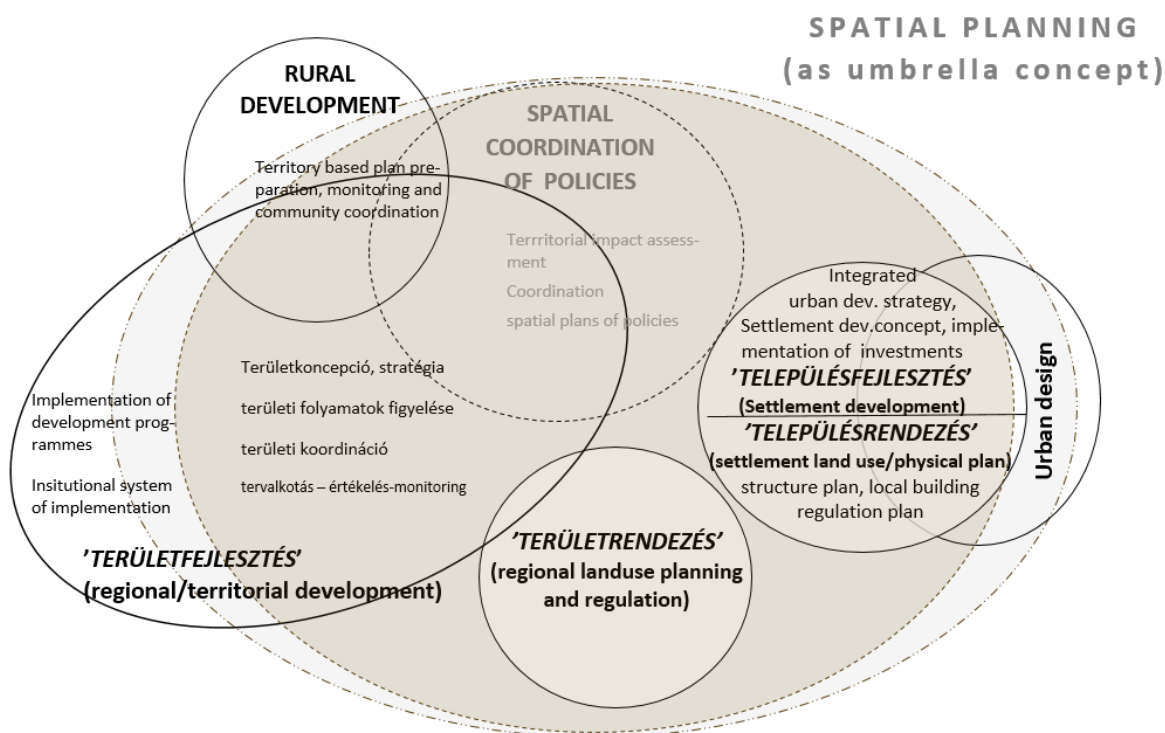 SPATIAL PLANNING
(as umbrella concept)
RURAL
DEVELOPMENT
Territory based plan pre-
paration, monitoring and
community coordination
SPATIAL
COORDINATION
OF POLICIES
Terrritorial impact assess-
ment
Coordination
spatial plans of policies
Integrated
urban dev. strategy,
Settlement dev.concept, imple-
mentation of investments
'TELEPÜLÉSFEJLESZTÉS'
(Settlement development)
'TELEPÜLÉSRENDEZÉS'
(settlement land use/physical plan)
structure plan, local building
regulation plan
Urban design
Területkoncepció, stratégia
területi folyamatok figyelése
területi koordináció
tervalkotás – értékelés-monitoring
Implementation of
development prog-
rammes
Insitutional system
of implementation
'TERÜLETFEJLESZTÉS'
(regional/territorial development)
'TERÜLETRENDEZÉS'
(regional landuse planning
and regulation)